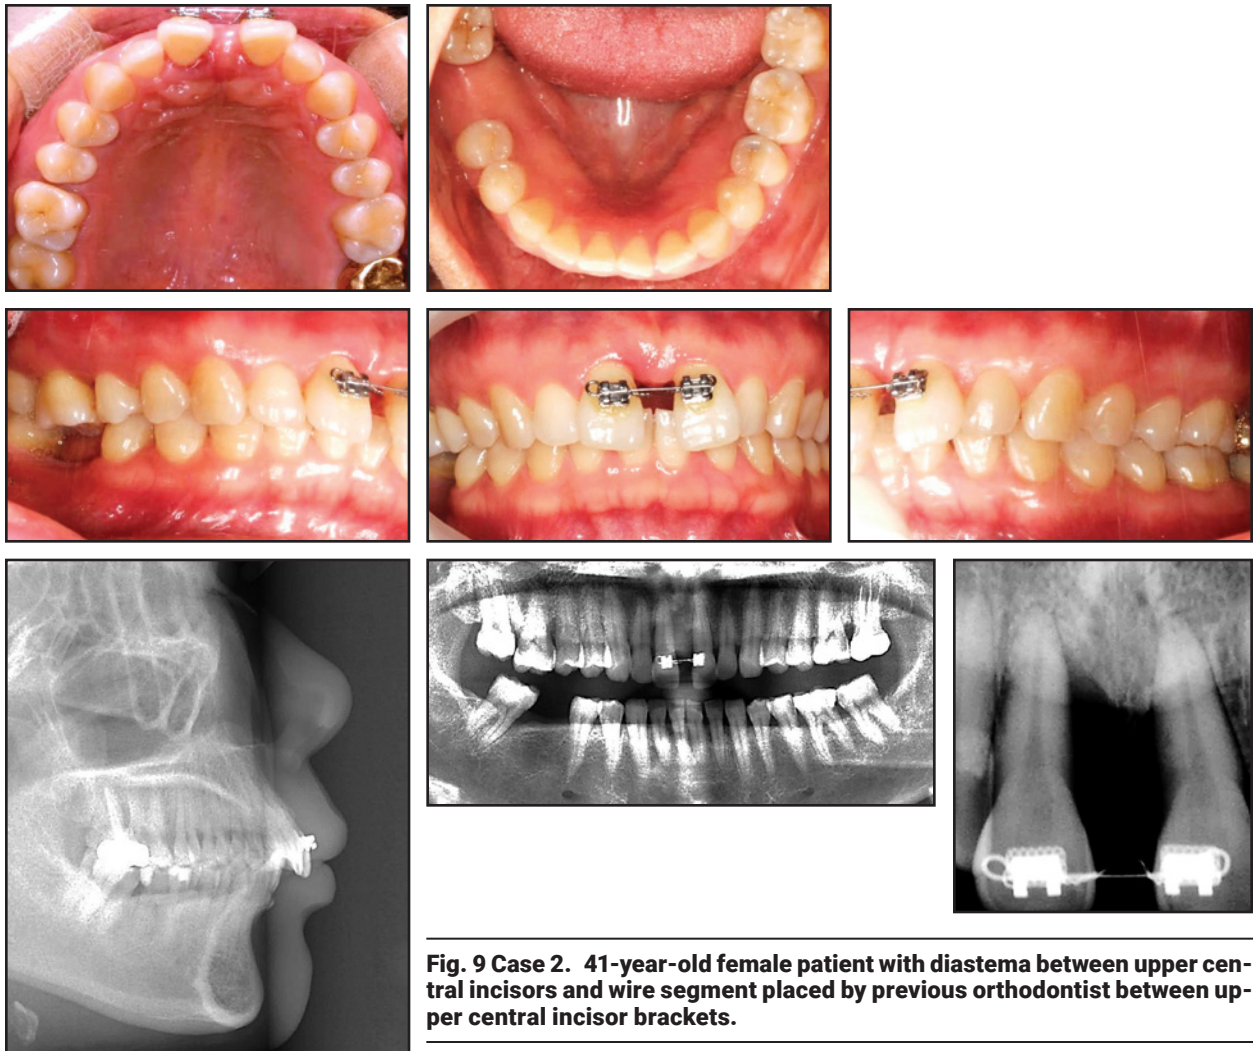 Fig. 9 Case 2. 41-year-old female patient with diastema between upper cen-
tral incisors and wire segment placed by previous orthodontist between up-
per central incisor brackets.